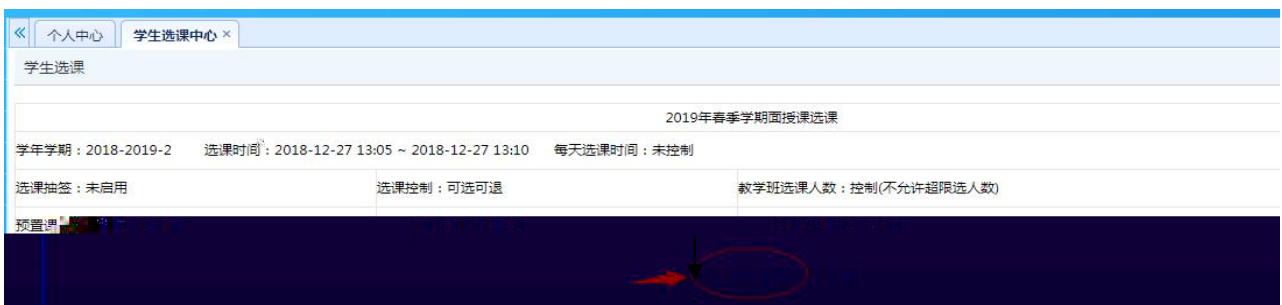 个人中心 学生选课中心 ×
学生选课
2019年春季学期面授课选课
学年学期：2018-2019-2 选课时间：2018-12-27 13:05 ~ 2018-12-27 13:10 每天选课时间：未控制
选课抽签：未启用 选课控制：可选可退 教学班选课人数：控制(不允许超限选人数)
预置课